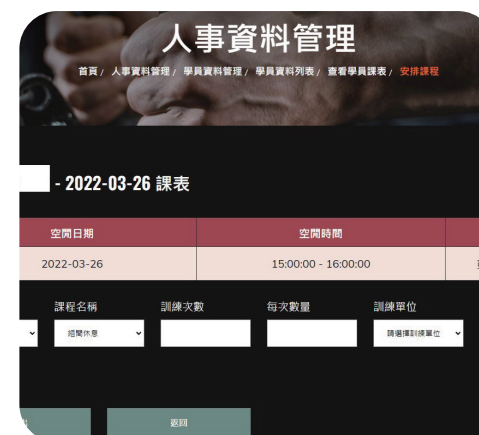 人事資料管理
首頁 / 人事資料管理 / 學員資料管理 / 學員資料列表 / 查看學員課表 / 安排課程
- 2022-03-26 課表
空閒日期 空閒時間
2022-03-26 15:00:00 - 16:00:00
課程名稱 訓練次數 每次數量 訓練單位
組間休息 請選擇訓練單位
返回